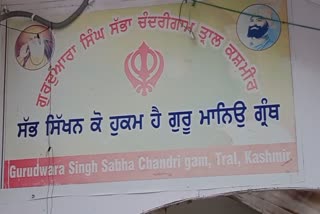 ਗੁਰਦੁਆਰਾ ਸਿੰਘ ਸਭਾ ਚੰਦਰੀਗਾਮ ਤ੍ਰਾਲ ਕਸ਼ਮੀਰ
ਸੱਭ ਸਿੱਖਨ ਕੋ ਹੁਕਮ ਹੈ ਗੁਰੂ ਮਾਨਿਉ ਗ੍ਰੰਥ
Gurudwara Singh Sabha Chandri gam, Tral, Kashmir